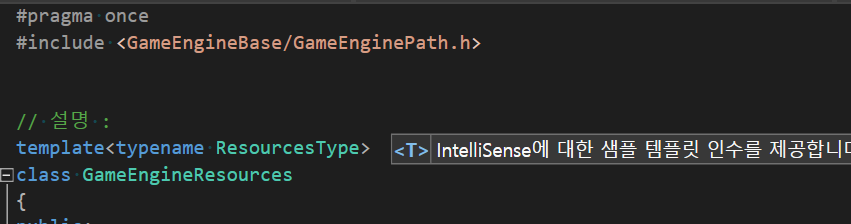 #pragma once
#include <GameEngineBase/GameEnginePath.h>
// 설명 :
template<typename ResourcesType> <T> IntelliSense에 대한 샘플 템플릿 인수를 제공합니다
class GameEngineResources
{
public: